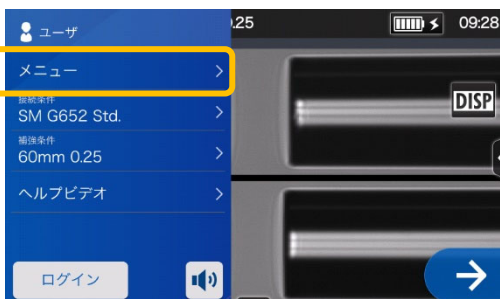 ユーザ
.25
09:28
メニュー
接続条件
SM G652 Std.
DISP
補強条件
60mm 0.25
ヘルプビデオ
ログイン